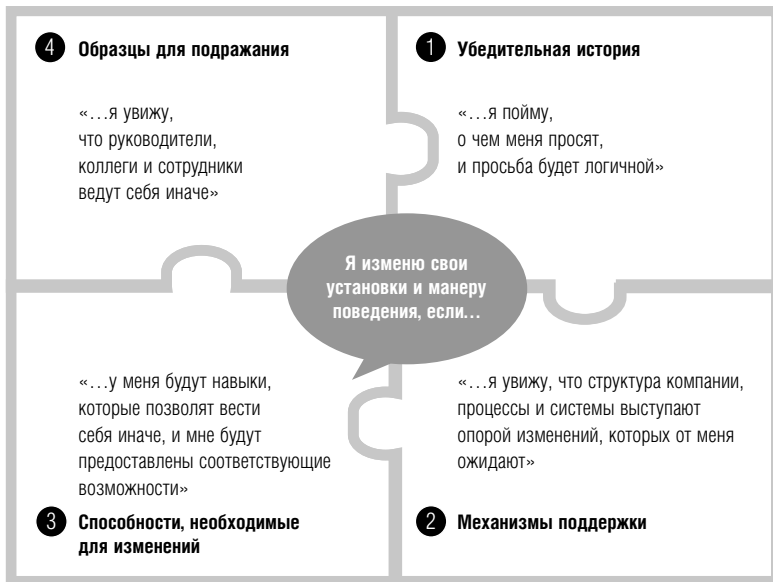 4 Образцы для подражания
«…я увижу,
что руководители,
коллеги и сотрудники
ведут себя иначе»
1 Убедительная история
«…я пойму,
о чем меня просят,
и просьба будет логичной»
Я изменю свои
установки и манеру
поведения, если…
«…у меня будут навыки,
которые позволят вести
себя иначе, и мне будут
предоставлены соответствующие
возможности»
3 Способности, необходимые
для изменений
«…я увижу, что структура компании,
процессы и системы выступают
опорой изменений, которых от меня
ожидают»
2 Механизмы поддержки